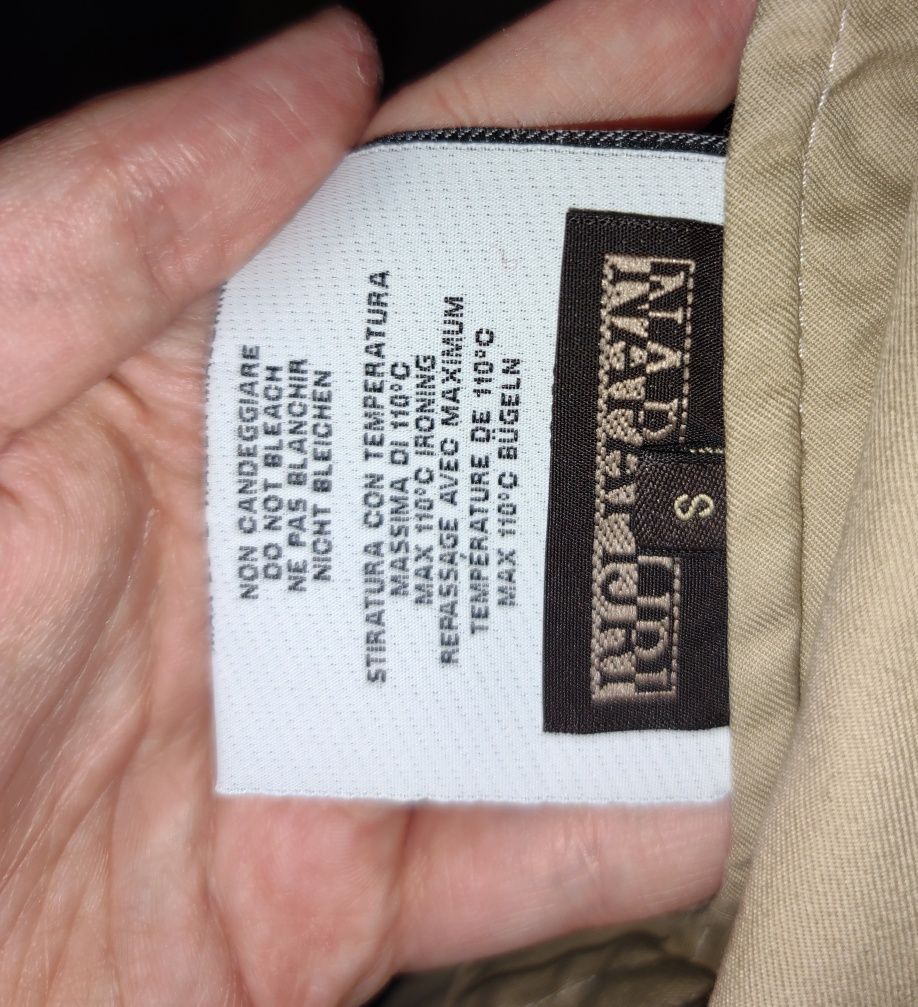 NON CANDEGGIARE
DO NOT BLEACH
NE PAS BLANCHIR
NICHT BLEICHEN
STIRATURA CON TEMPERATURA
MASSIMA DI 110°C
MAX 110°C IRONING
REPASSAGE AVEC MAXIMUM
TEMPERATURE DE 110°C
MAX 110°C BÜGELN
NAPAPIJRI
S